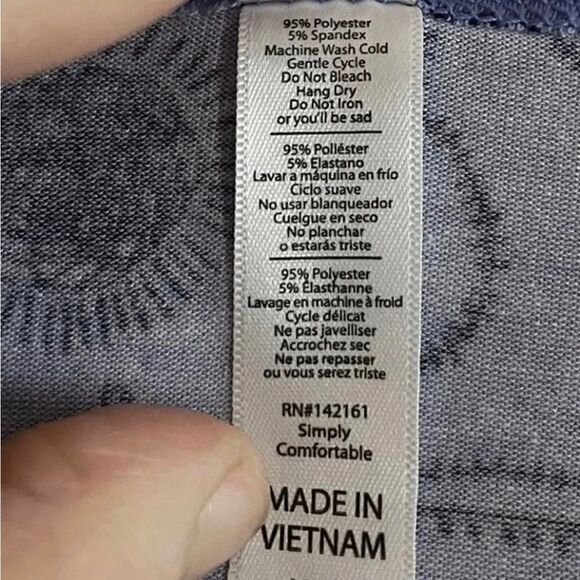 95% Polyester
5% Spandex
Machine Wash Cold
Gentle Cycle
Do Not Bleach
Hang Dry
Do Not Iron
or you'll be sad
95% Poliéster
5% Elastano
Lavar a máquina en frío
Ciclo suave
No usar blanqueador
Cuelgue en seco
No planchar
o estarás triste
95% Polyester
5% Élasthanne
Lavage en machine à froid
Cycle délicat
Ne pas javelliser
Accrochez sec
Ne pas repasser
ou vous serez triste
RN#142161
Simply
Comfortable
MADE IN
VIETNAM